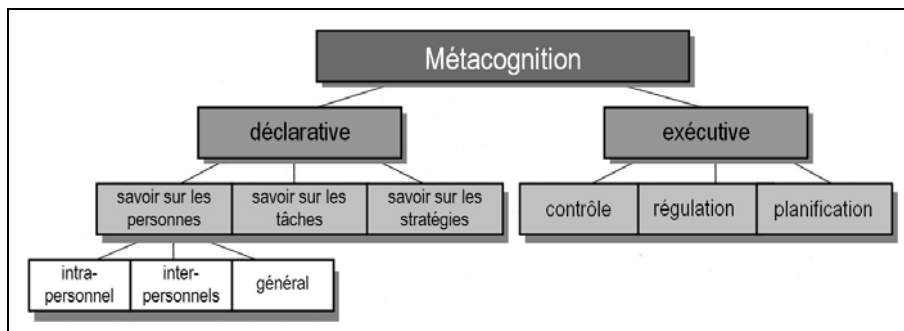 Métacognition
déclarative
exécutive
savoir sur les
personnes
savoir sur les
tâches
savoir sur les
stratégies
contrôle
régulation
planification
intra-
personnel
inter-
personnels
général